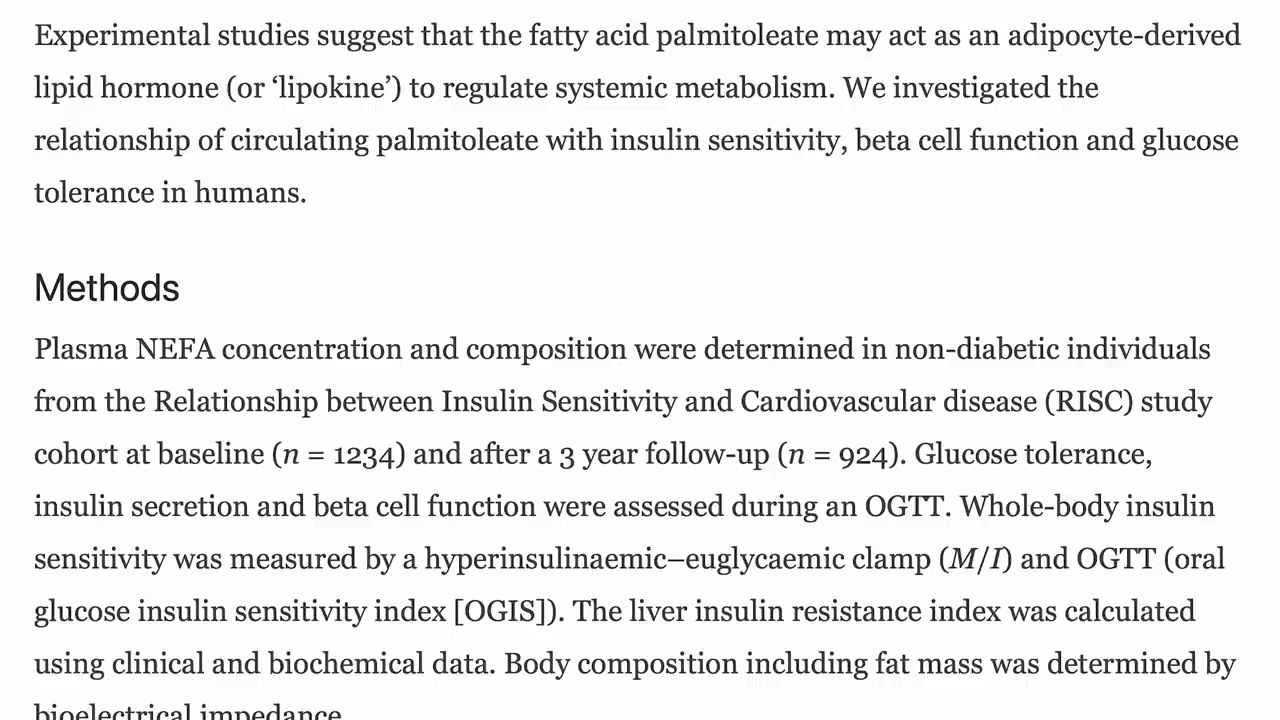 Experimental studies suggest that the fatty acid palmitoleate may act as an adipocyte-derived
lipid hormone (or ‘lipokine’) to regulate systemic metabolism. We investigated the
relationship of circulating palmitoleate with insulin sensitivity, beta cell function and glucose
tolerance in humans.
Methods
Plasma NEFA concentration and composition were determined in non-diabetic individuals
from the Relationship between Insulin Sensitivity and Cardiovascular disease (RISC) study
cohort at baseline (n = 1234) and after a 3 year follow-up (n = 924). Glucose tolerance,
insulin secretion and beta cell function were assessed during an OGTT. Whole-body insulin
sensitivity was measured by a hyperinsulinaemic–euglycaemic clamp (M/I) and OGTT (oral
glucose insulin sensitivity index [OGIS]). The liver insulin resistance index was calculated
using clinical and biochemical data. Body composition including fat mass was determined by
bioelectrical impedance.